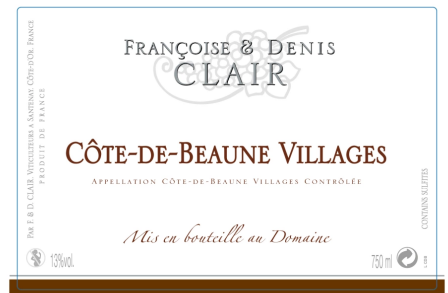 FRANÇOISE & DENIS
CLAIR
CÔTE-DE-BEAUNE VILLAGES
APPELLATION CÔTE-DE-BEAUNE VILLAGES CONTRÔLÉE
Mis en bouteille au Domaine
PAR F. & D. CLAIR, VITICULTEURS A SANTENAY, CÔTE-D'OR, FRANCE
PRODUIT DE FRANCE
13%vol.
750 ml
CONTAINS SULFITES